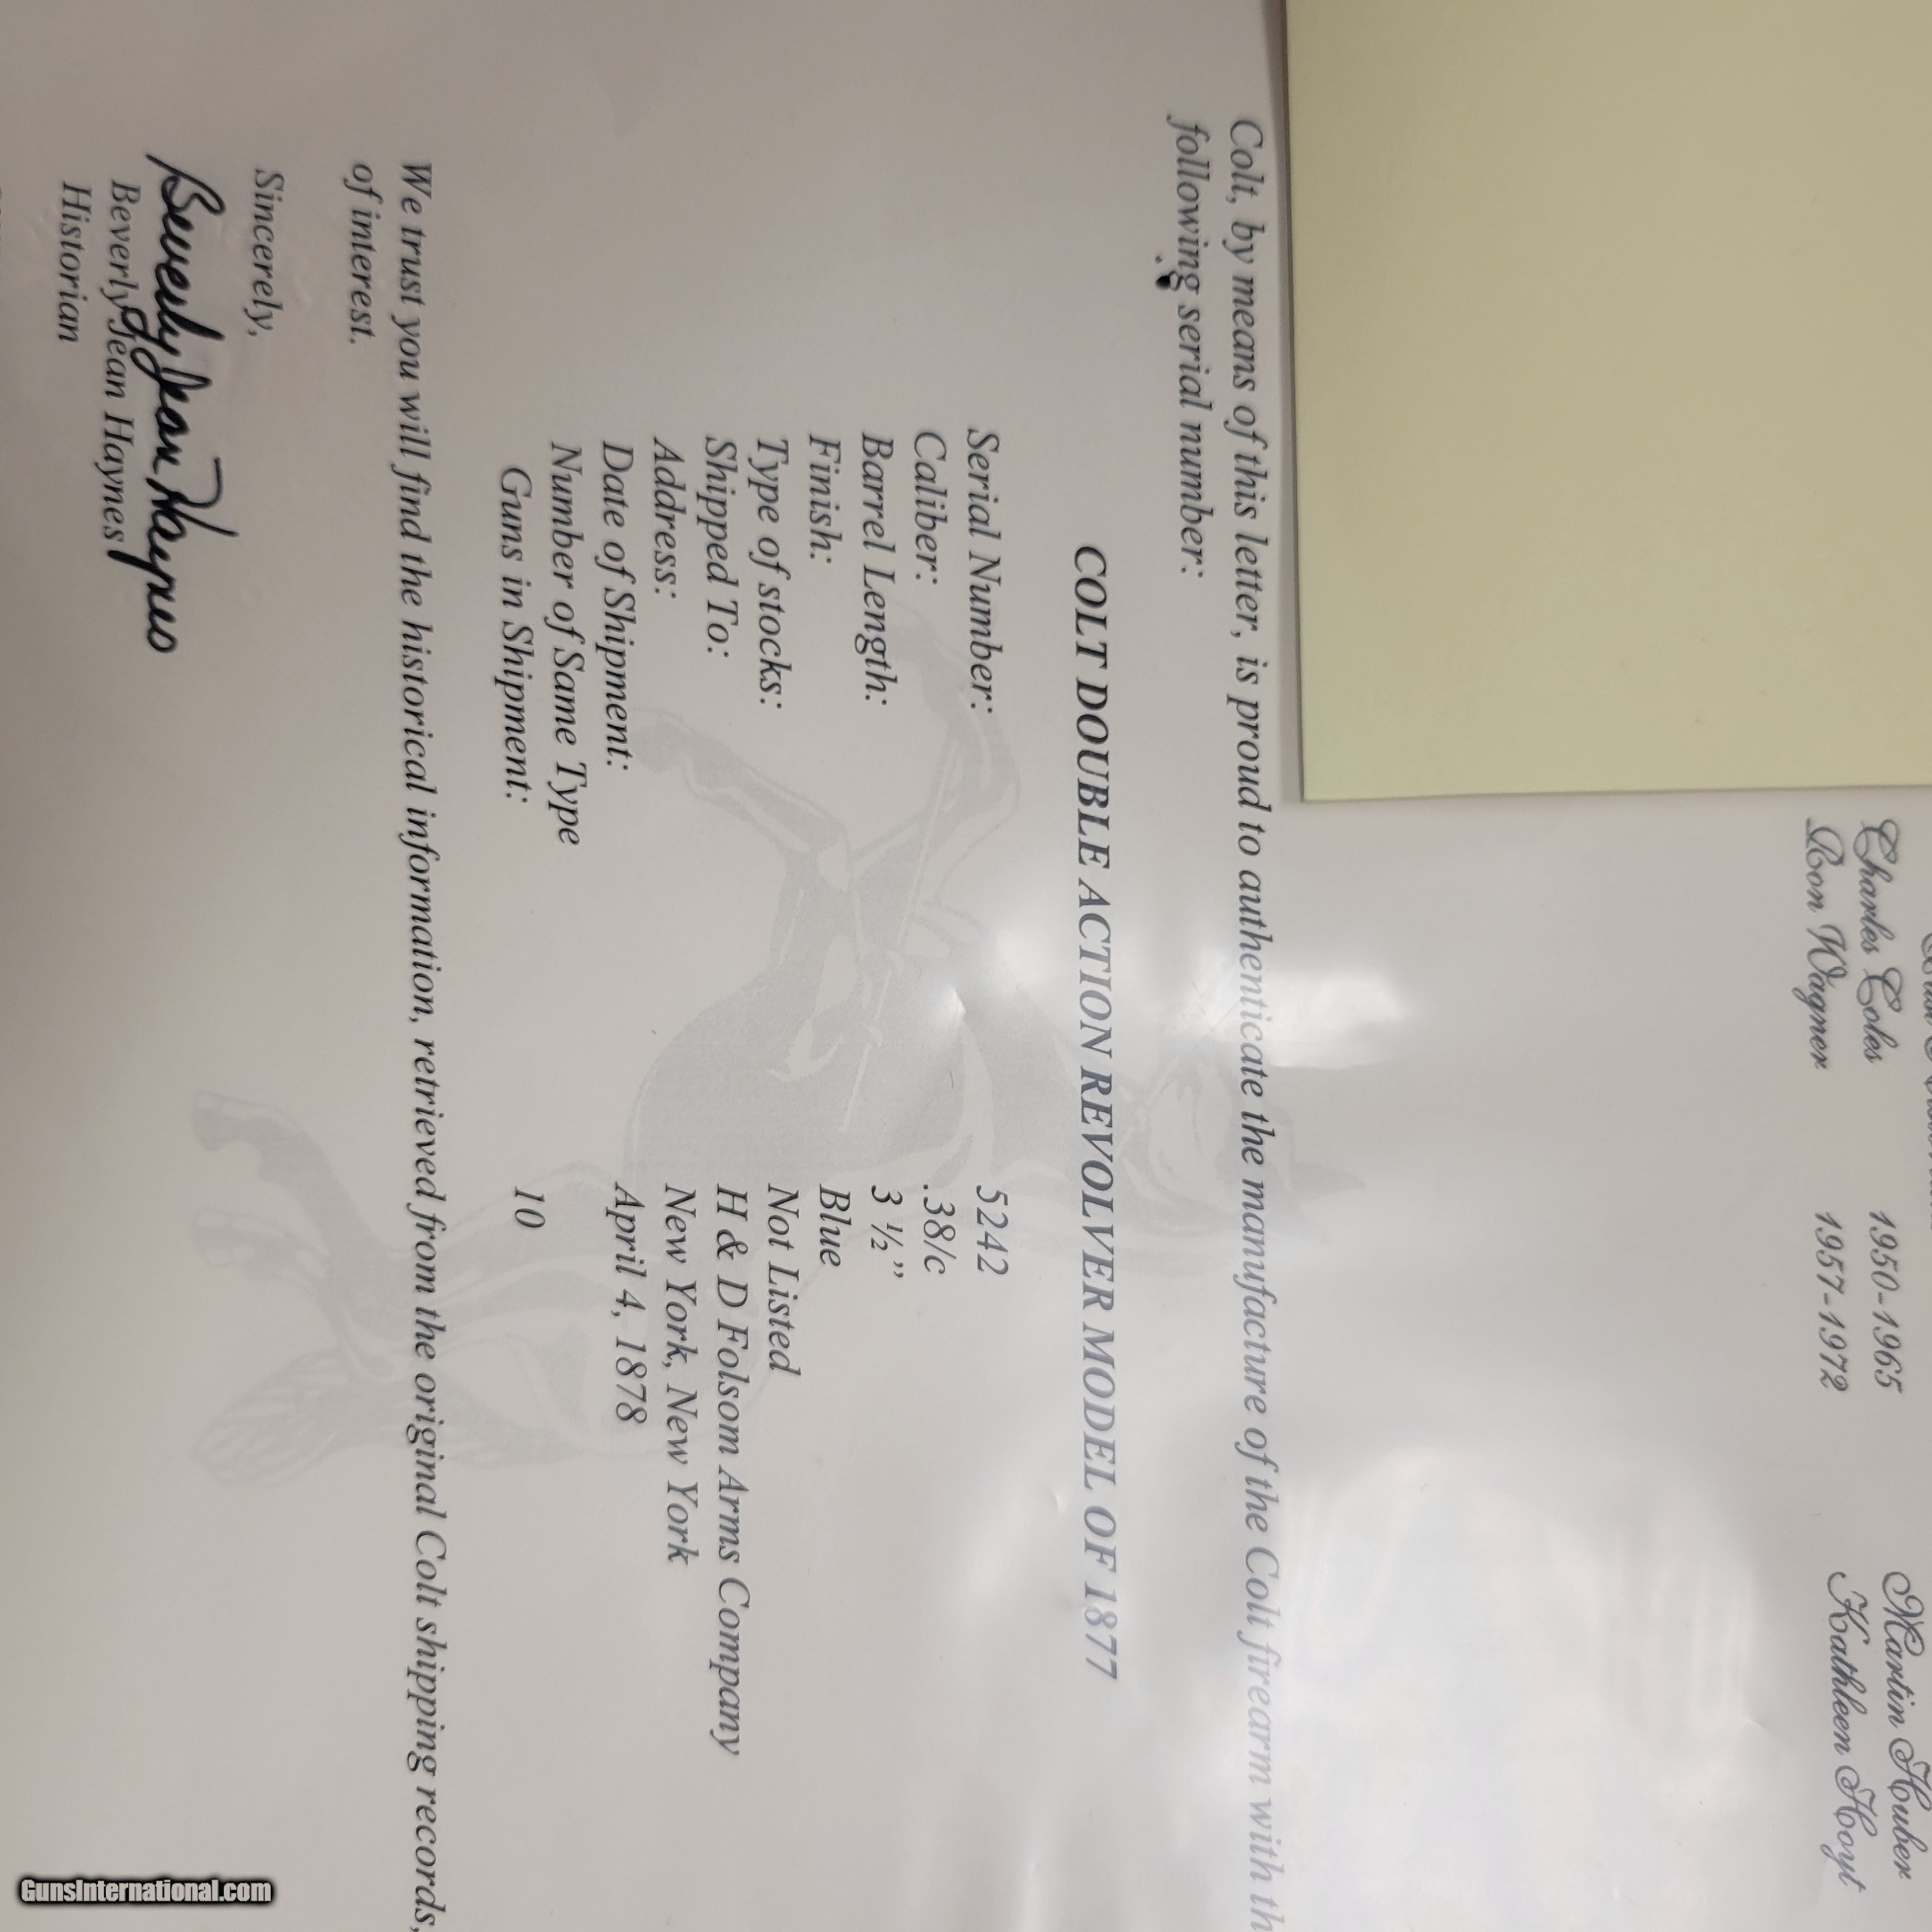 Charles Coles 1950-1965 Martin Huber
Ron Wagner 1957-1972 Kathleen Hoyt
Colt, by means of this letter, is proud to authenticate the manufacture of the Colt firearm with th
following serial number:
COLT DOUBLE ACTION REVOLVER MODEL OF 1877
Serial Number: 5242
Caliber: .38/c
Barrel Length: 3 ½”
Finish: Blue
Type of stocks: Not Listed
Shipped To: H & D Folsom Arms Company
Address: New York, New York
Date of Shipment: April 4, 1878
Number of Same Type
Guns in Shipment: 10
We trust you will find the historical information, retrieved from the original Colt shipping records,
of interest.
Sincerely,
Beverly Jean Haynes
Beverly Jean Haynes
Historian
GunsInternational.com